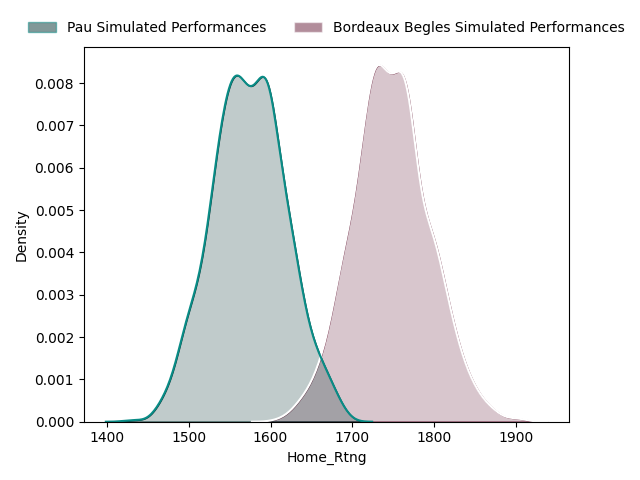 Pau Simulated Performances
Bordeaux Begles Simulated Performances
0.008
0.007
0.006
0.005
0.004
0.003
0.002
0.001
0.000
Density
1400 1500 1600 1700 1800 1900
Home_Rtng